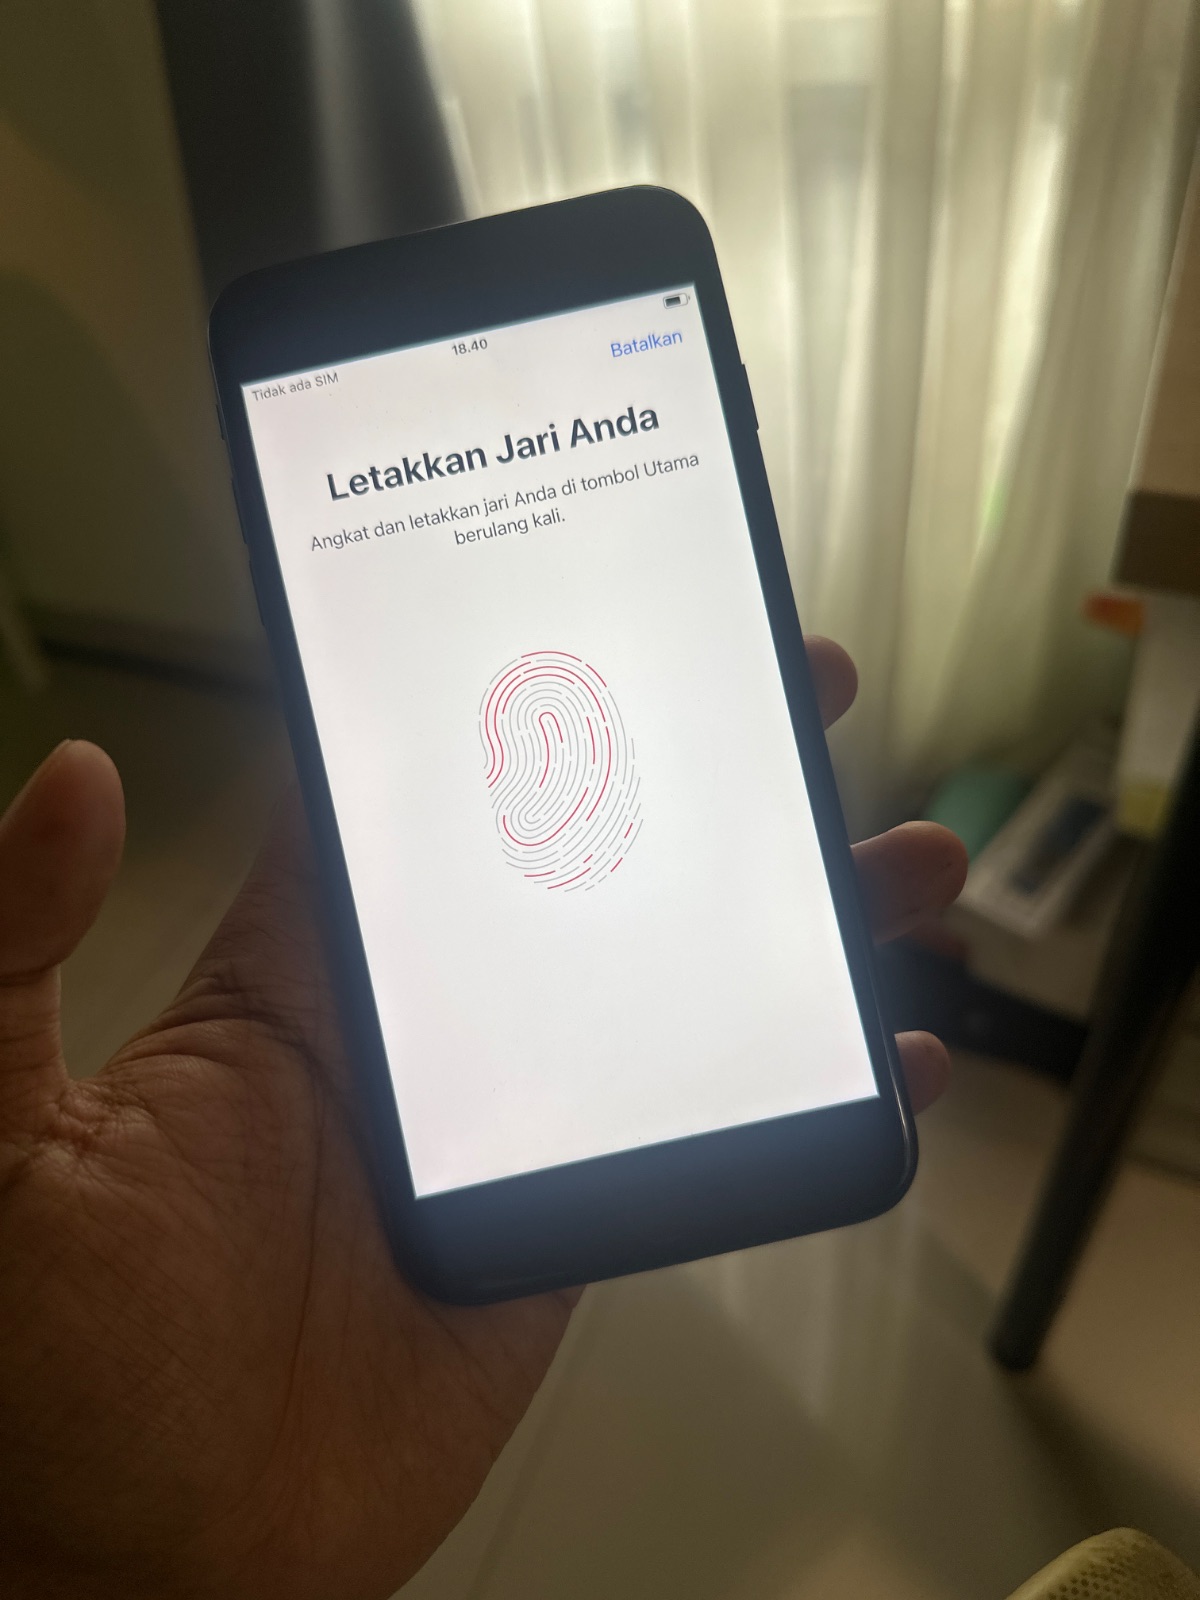 Tidak ada SIM
18.40
Batalkan
Letakkan Jari Anda
Angkat dan letakkan jari Anda di tombol Utama
berulang kali.